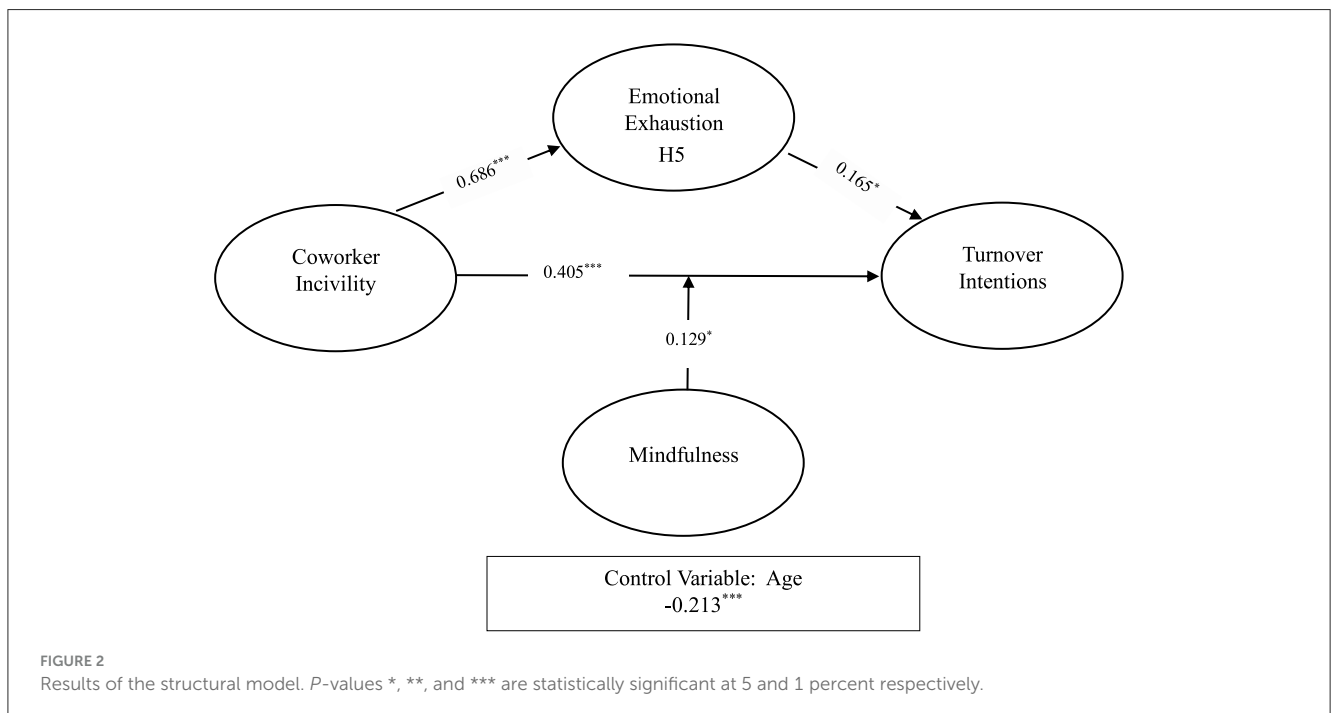 Emotional
Exhaustion
H5
0.686***
0.165*
Coworker
Incivility
0.405***
Turnover
Intentions
0.129*
Mindfulness
Control Variable: Age
-0.213***
FIGURE 2
Results of the structural model. P-values *, **, and *** are statistically significant at 5 and 1 percent respectively.